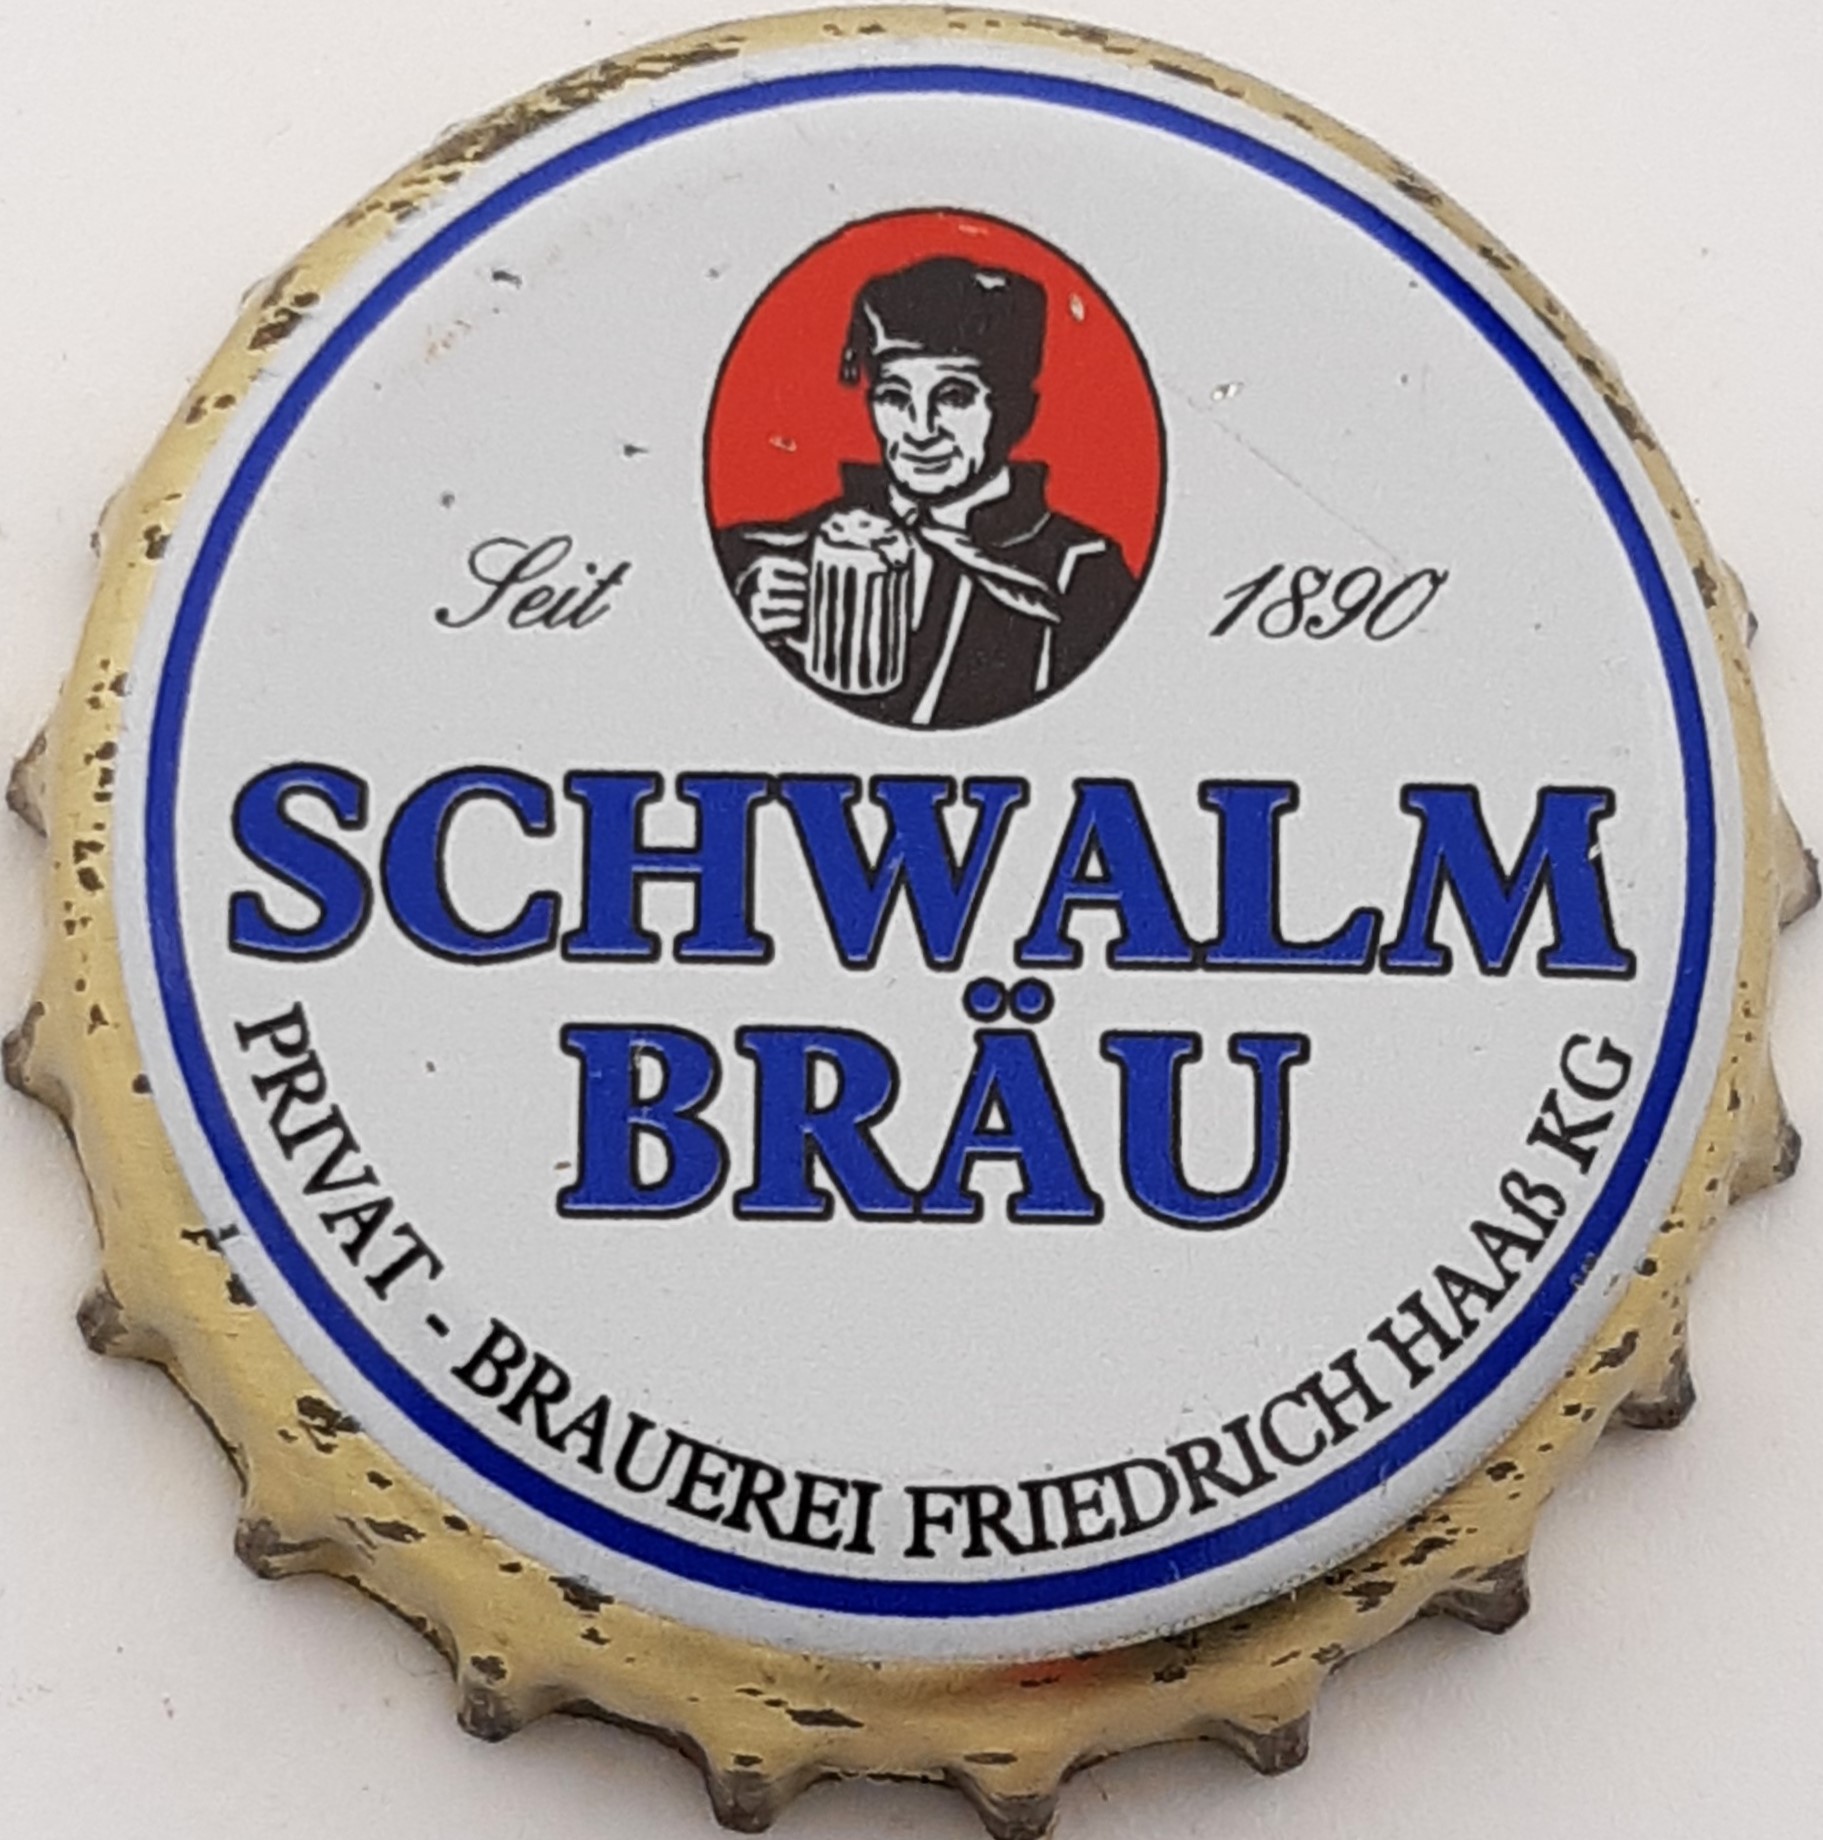 Seit 1890
SCHWALM
BRÄU
PRIVAT - BRAUEREI FRIEDRICH HAAß KG